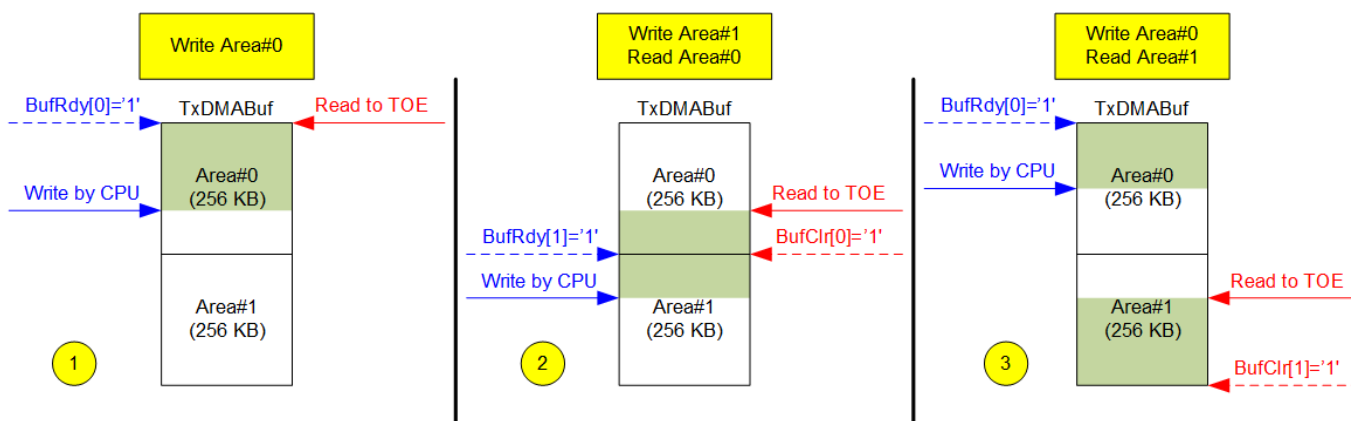 Write Area#0
BufRdy[0]='1'
TxDMABuf
Read to TOE
Area#0
(256 KB)
Write by CPU
Area#1
(256 KB)
1
Write Area#1
Read Area#0
TxDMABuf
Area#0
(256 KB)
Read to TOE
BufRdy[1]='1'
BufClr[0]='1'
Write by CPU
Area#1
(256 KB)
2
Write Area#0
Read Area#1
BufRdy[0]='1'
TxDMABuf
Area#0
(256 KB)
Write by CPU
Read to TOE
Area#1
(256 KB)
3
BufClr[1]='1'